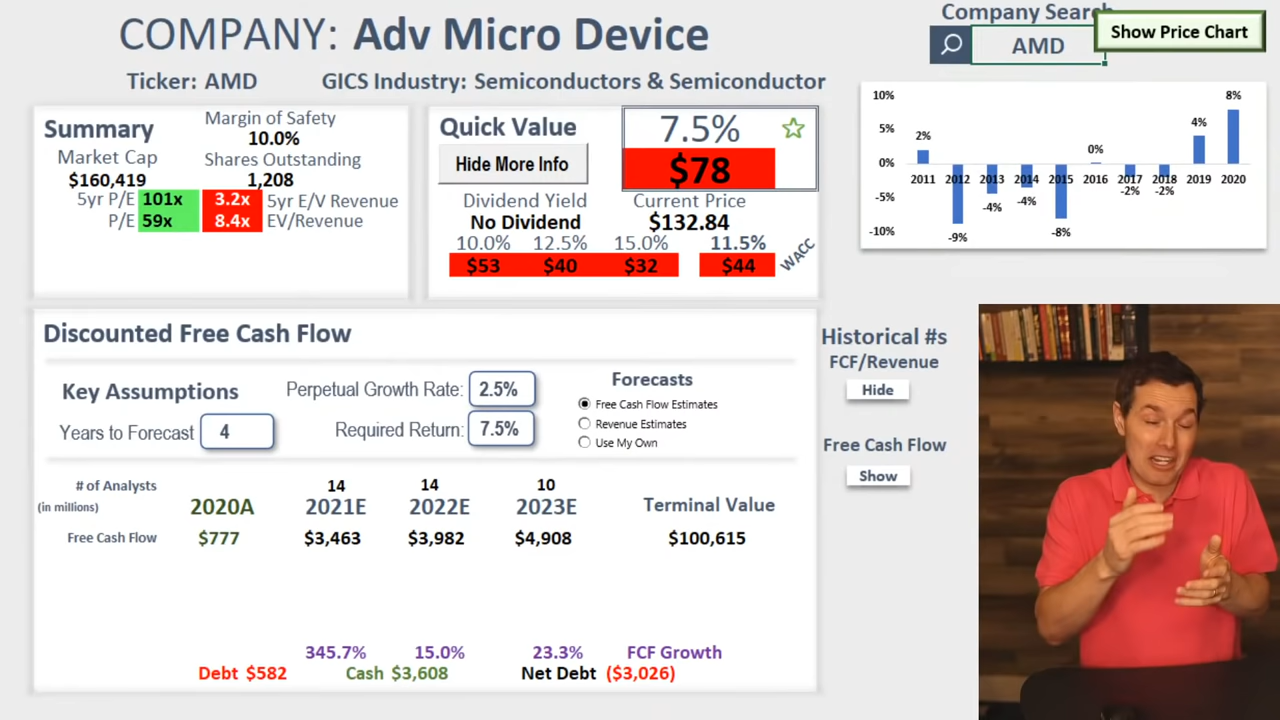 COMPANY: Adv Micro Device
Ticker: AMD
GICS Industry: Semiconductors & Semiconductor
Company Search
AMD
Show Price Chart
Summary
Margin of Safety
10.0%
Market Cap
$160,419
Shares Outstanding
1,208
5yr P/E 101x 3.2x 5yr E/V Revenue
P/E 59x 8.4x EV/Revenue
Quick Value
Hide More Info
7.5%
$78
Dividend Yield
No Dividend
Current Price
$132.84
10.0% 12.5% 15.0% 11.5%
$53 $40 $32 $44
WACC
10%
5%
0%
-5%
-10%
2% -9% -4% -4% -8% 0% -2% -2% 4% 8%
2011 2012 2013 2014 2015 2016 2017 2018 2019 2020
Discounted Free Cash Flow
Key Assumptions
Years to Forecast 4
Perpetual Growth Rate: 2.5%
Required Return: 7.5%
Forecasts
Free Cash Flow Estimates
Revenue Estimates
Use My Own
Historical #s
FCF/Revenue
Hide
Free Cash Flow
Show
# of Analysts 14 14 10
(in millions) 2020A 2021E 2022E 2023E Terminal Value
Free Cash Flow $777 $3,463 $3,982 $4,908 $100,615
345.7% 15.0% 23.3% FCF Growth
Debt $582 Cash $3,608 Net Debt ($3,026)